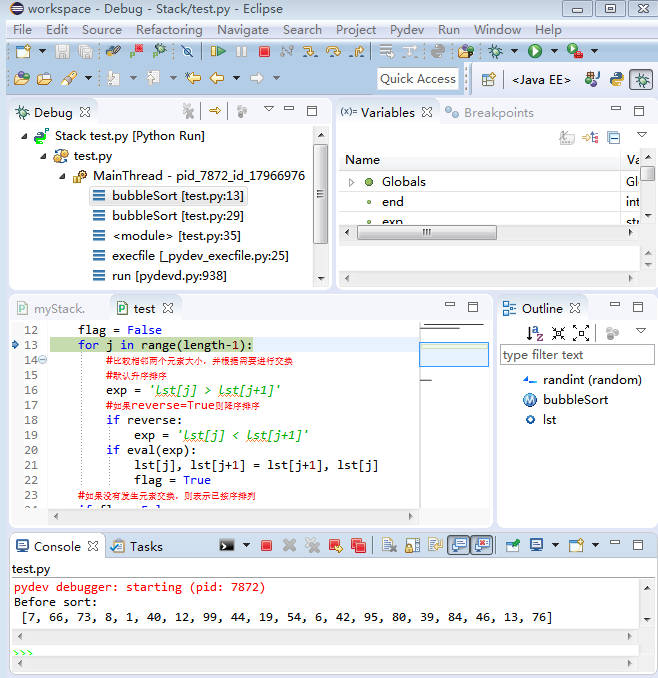 workspace - Debug - Stack/test.py - Eclipse
File Edit Source Refactoring Navigate Search Project Pydev Run Window Help
Quick Access
<Java EE>
Debug
Stack test.py [Python Run]
test.py
MainThread - pid_7872_id_17966976
bubbleSort [test.py:13]
bubbleSort [test.py:29]
<module> [test.py:35]
execfile [_pydev_execfile.py:25]
run [pydevd.py:938]
(x)= Variables
Breakpoints
Name Va
Globals Glo
end int
exp stri
myStack.
test
12 flag = False
13 for j in range(length-1):
14 #比较相邻两个元素大小，并根据需要进行交换
15 #默认升序排序
16 exp = 'lst[j] > lst[j+1]'
17 #如果reverse=True则降序排序
18 if reverse:
19 exp = 'lst[j] < lst[j+1]'
20 if eval(exp):
21 lst[j], lst[j+1] = lst[j+1], lst[j]
22 flag = True
23 #如果没有发生元素交换，则表示已按序排列
Outline
type filter text
randint (random)
bubbleSort
lst
Console
Tasks
test.py
pydev debugger: starting (pid: 7872)
Before sort:
[7, 66, 73, 8, 1, 40, 12, 99, 44, 19, 54, 6, 42, 95, 80, 39, 84, 46, 13, 76]
>>>